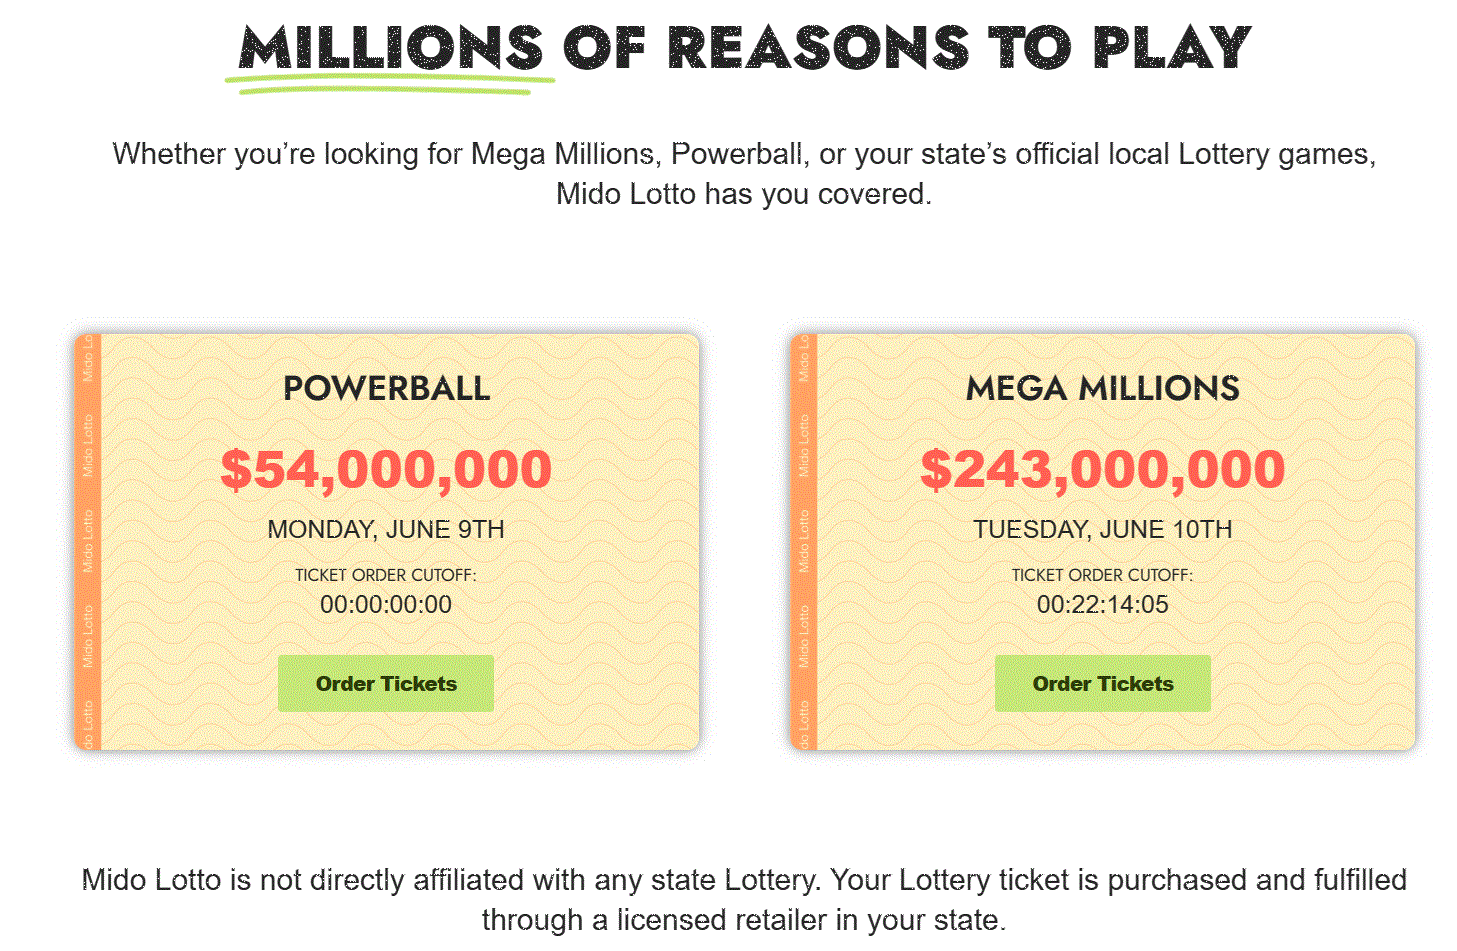 MILLIONS OF REASONS TO PLAY
Whether you’re looking for Mega Millions, Powerball, or your state’s official local Lottery games,
Mido Lotto has you covered.
Mido Lo
Mido Lotto
Mido Lotto
Mido Lotto
do Lotto
POWERBALL
$54,000,000
MONDAY, JUNE 9TH
TICKET ORDER CUTOFF:
00:00:00:00
Order Tickets
Mido Lo
Mido Lotto
Mido Lotto
Mido Lotto
do Lotto
MEGA MILLIONS
$243,000,000
TUESDAY, JUNE 10TH
TICKET ORDER CUTOFF:
00:22:14:05
Order Tickets
Mido Lotto is not directly affiliated with any state Lottery. Your Lottery ticket is purchased and fulfilled
through a licensed retailer in your state.